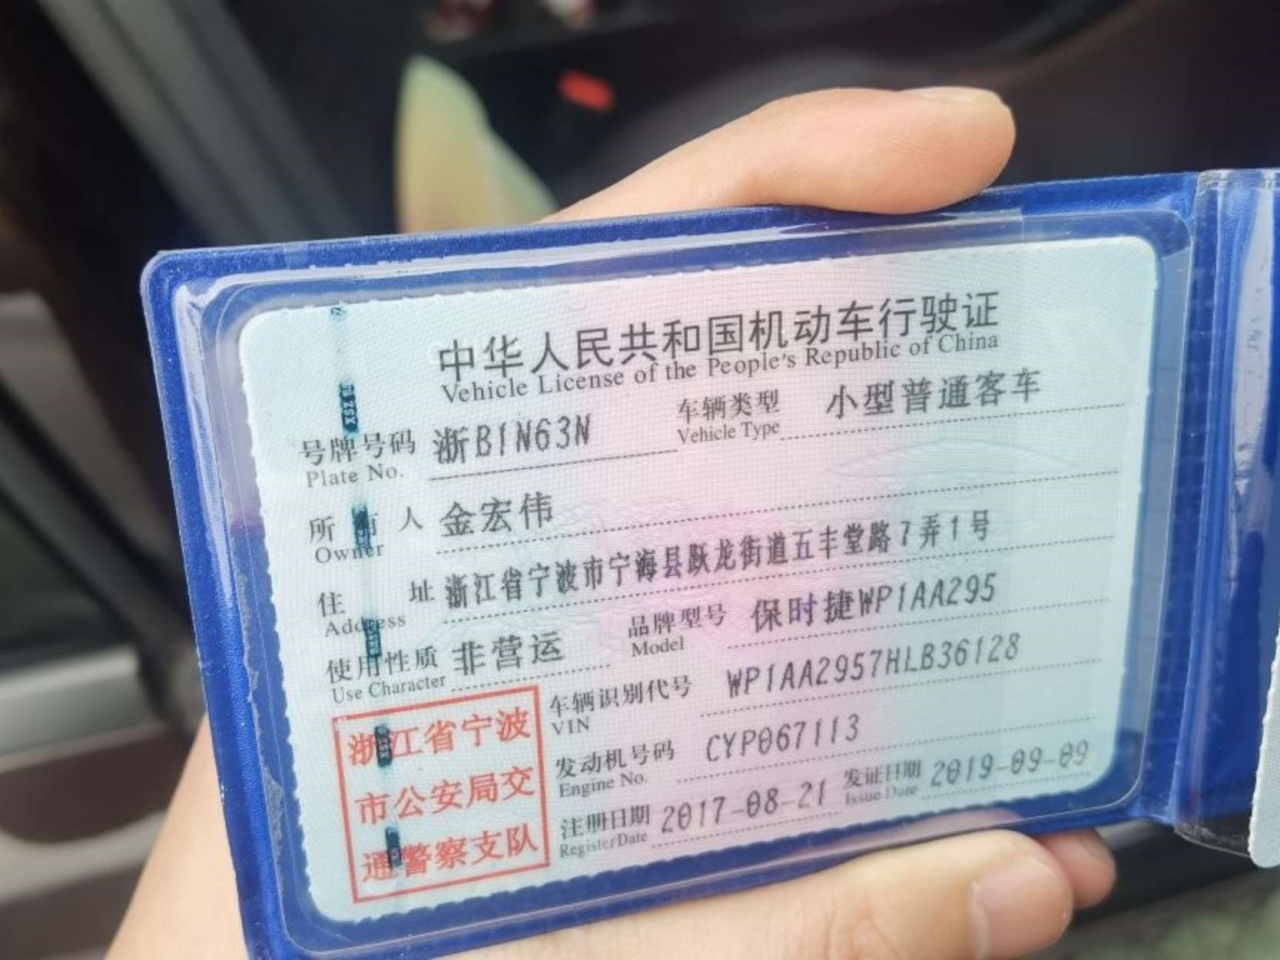 中华人民共和国机动车行驶证
Vehicle License of the People's Republic of China
号牌号码 浙B1N63N 车辆类型 小型普通客车
Plate No. Vehicle Type
所有人 金宏伟
Owner
住址 浙江省宁波市宁海县跃龙街道五丰堂路7弄1号
Address
使用性质 非营运 品牌型号 保时捷WP1AA295
Use Character Model
车辆识别代号 WP1AA2957HLB36128
VIN
发动机号码 CYP067113
Engine No.
注册日期 2017-08-21 发证日期 2019-09-09
Register Date Issue Date
浙江省宁波
市公安局交
通警察支队